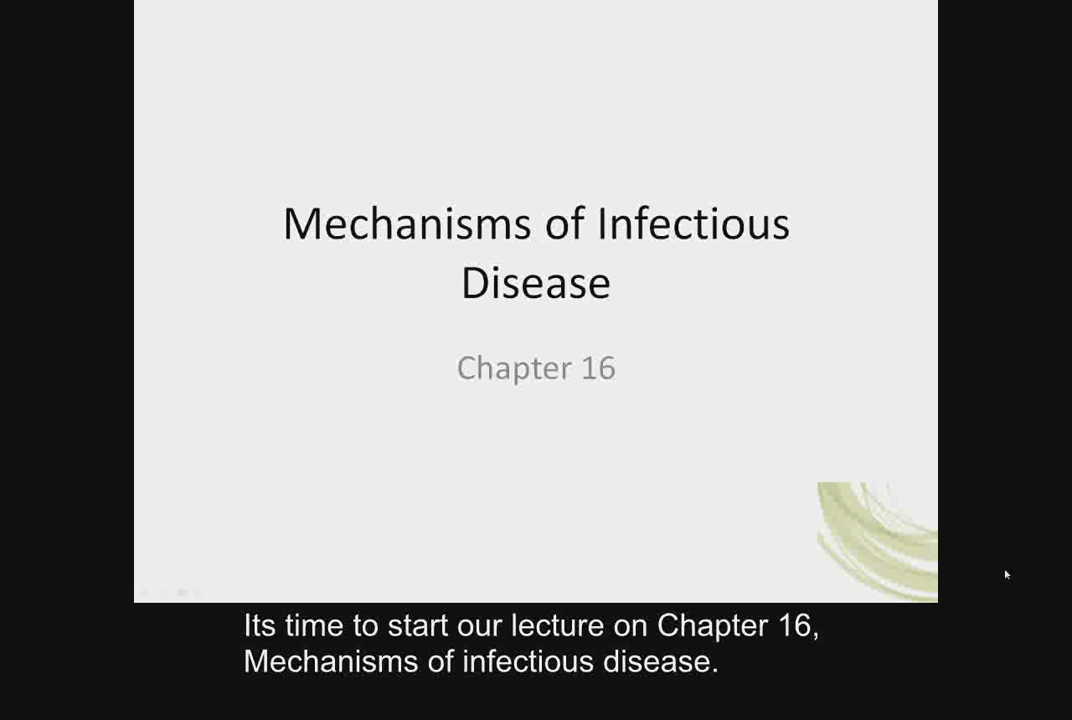 Mechanisms of Infectious
Disease
Chapter 16
Its time to start our lecture on Chapter 16,
Mechanisms of infectious disease.